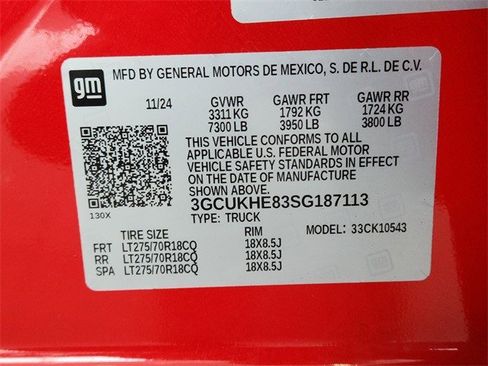 gm
MFD BY GENERAL MOTORS DE MEXICO, S. DE R.L. DE C.V.
11/24 GVWR GAWR FRT GAWR RR
3311 KG 1792 KG 1724 KG
7300 LB 3950 LB 3800 LB
THIS VEHICLE CONFORMS TO ALL
APPLICABLE U.S. FEDERAL MOTOR
VEHICLE SAFETY STANDARDS IN EFFECT
ON THE DATE OF MANUFACTURE
SHOWN ABOVE.
3GCUKHE83SG187113
130X TYPE: TRUCK
TIRE SIZE RIM MODEL: 33CK10543
FRT LT275/70R18CQ 18X8.5J
RR LT275/70R18CQ 18X8.5J
SPA LT275/70R18CQ 18X8.5J